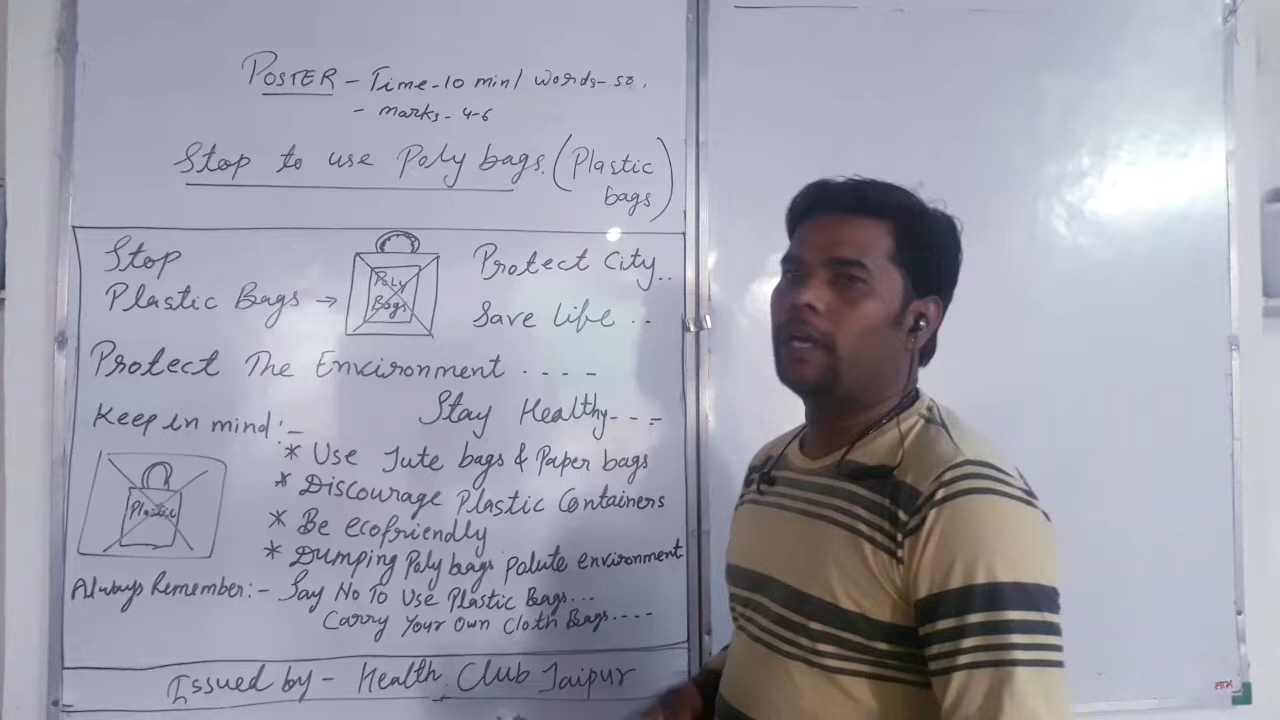 POSTER - Time-10 min/ words-50.
- marks-4-6
Stop to use Poly bags. (Plastic bags)
Stop
Plastic Bags →
Poly
Bags
Protect City..
Save life ..
Protect The Environment ....
Stay Healthy----
Keep in mind:-
* Use Jute bags & Paper bags
* Discourage Plastic Containers
* Be ecofriendly
* Dumping Poly bags polute environment.
Plastic
Always Remember:- Say No To Use Plastic Bags...
Carry Your Own Cloth Bags----
Issued by - Health Club Jaipur